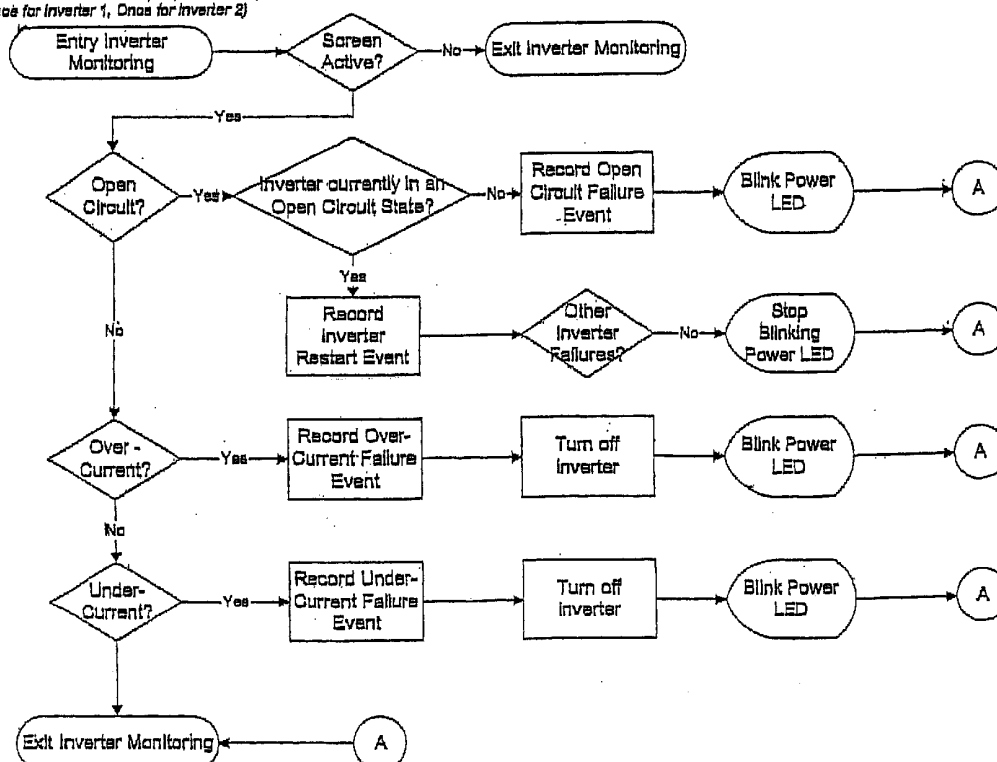 for Inverter 1, Once for Inverter 2)
Entry Inverter
Monitoring
Screen
Active?
No
Exit Inverter Monitoring
Yes
Open
Circuit?
Yes
Inverter currently in an
Open Circuit State?
No
Record Open
Circuit Failure
Event
Blink Power
LED
A
Yes
No
Record
Inverter
Restart Event
Other
Inverter
Failures?
No
Stop
Blinking
Power LED
A
Over-
Current?
Yes
Record Over-
Current Failure
Event
Turn off
Inverter
Blink Power
LED
A
No
Under-
Current?
Yes
Record Under-
Current Failure
Event
Turn off
Inverter
Blink Power
LED
A
Exit Inverter Monitoring
A